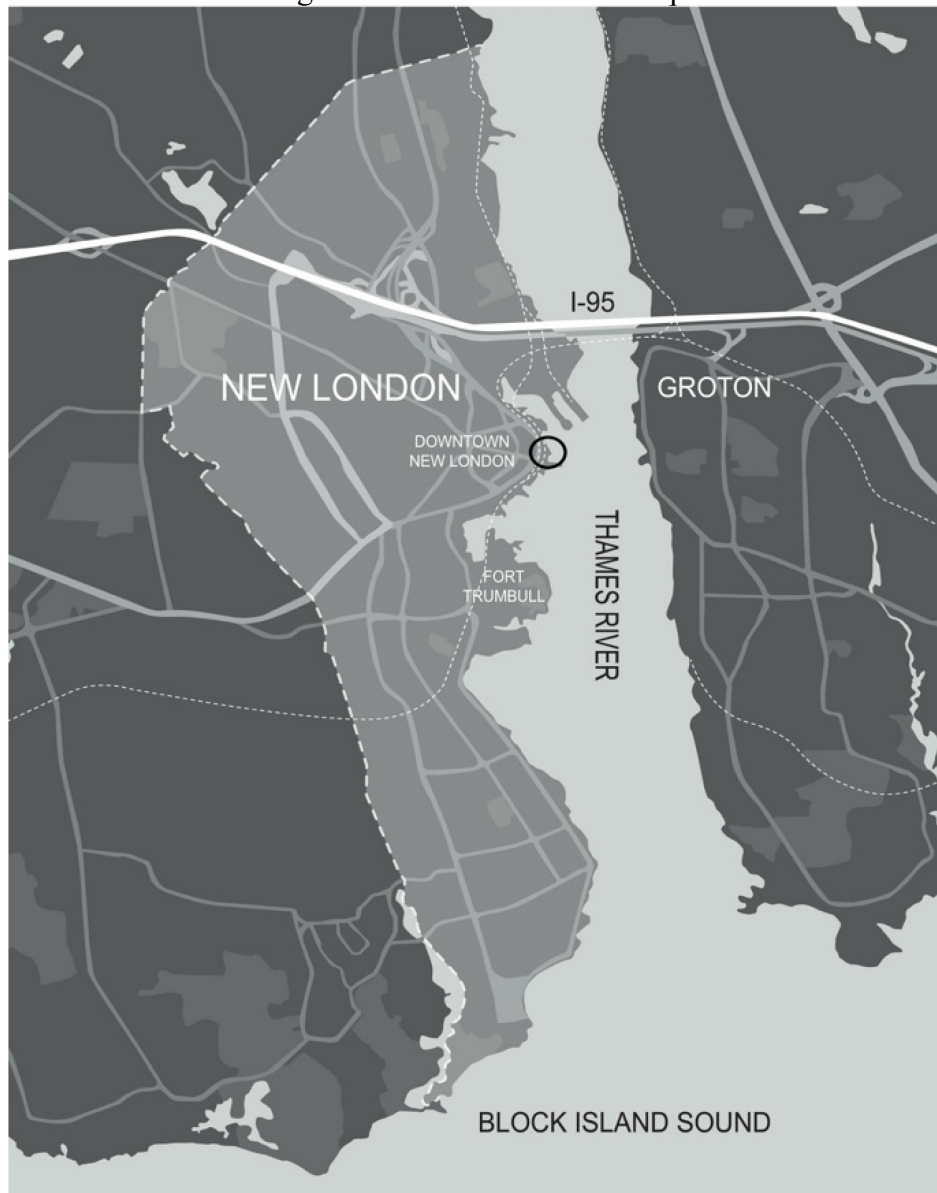 I-95
NEW LONDON
GROTON
DOWNTOWN
NEW LONDON
THAMES RIVER
FORT
TRUMBULL
BLOCK ISLAND SOUND